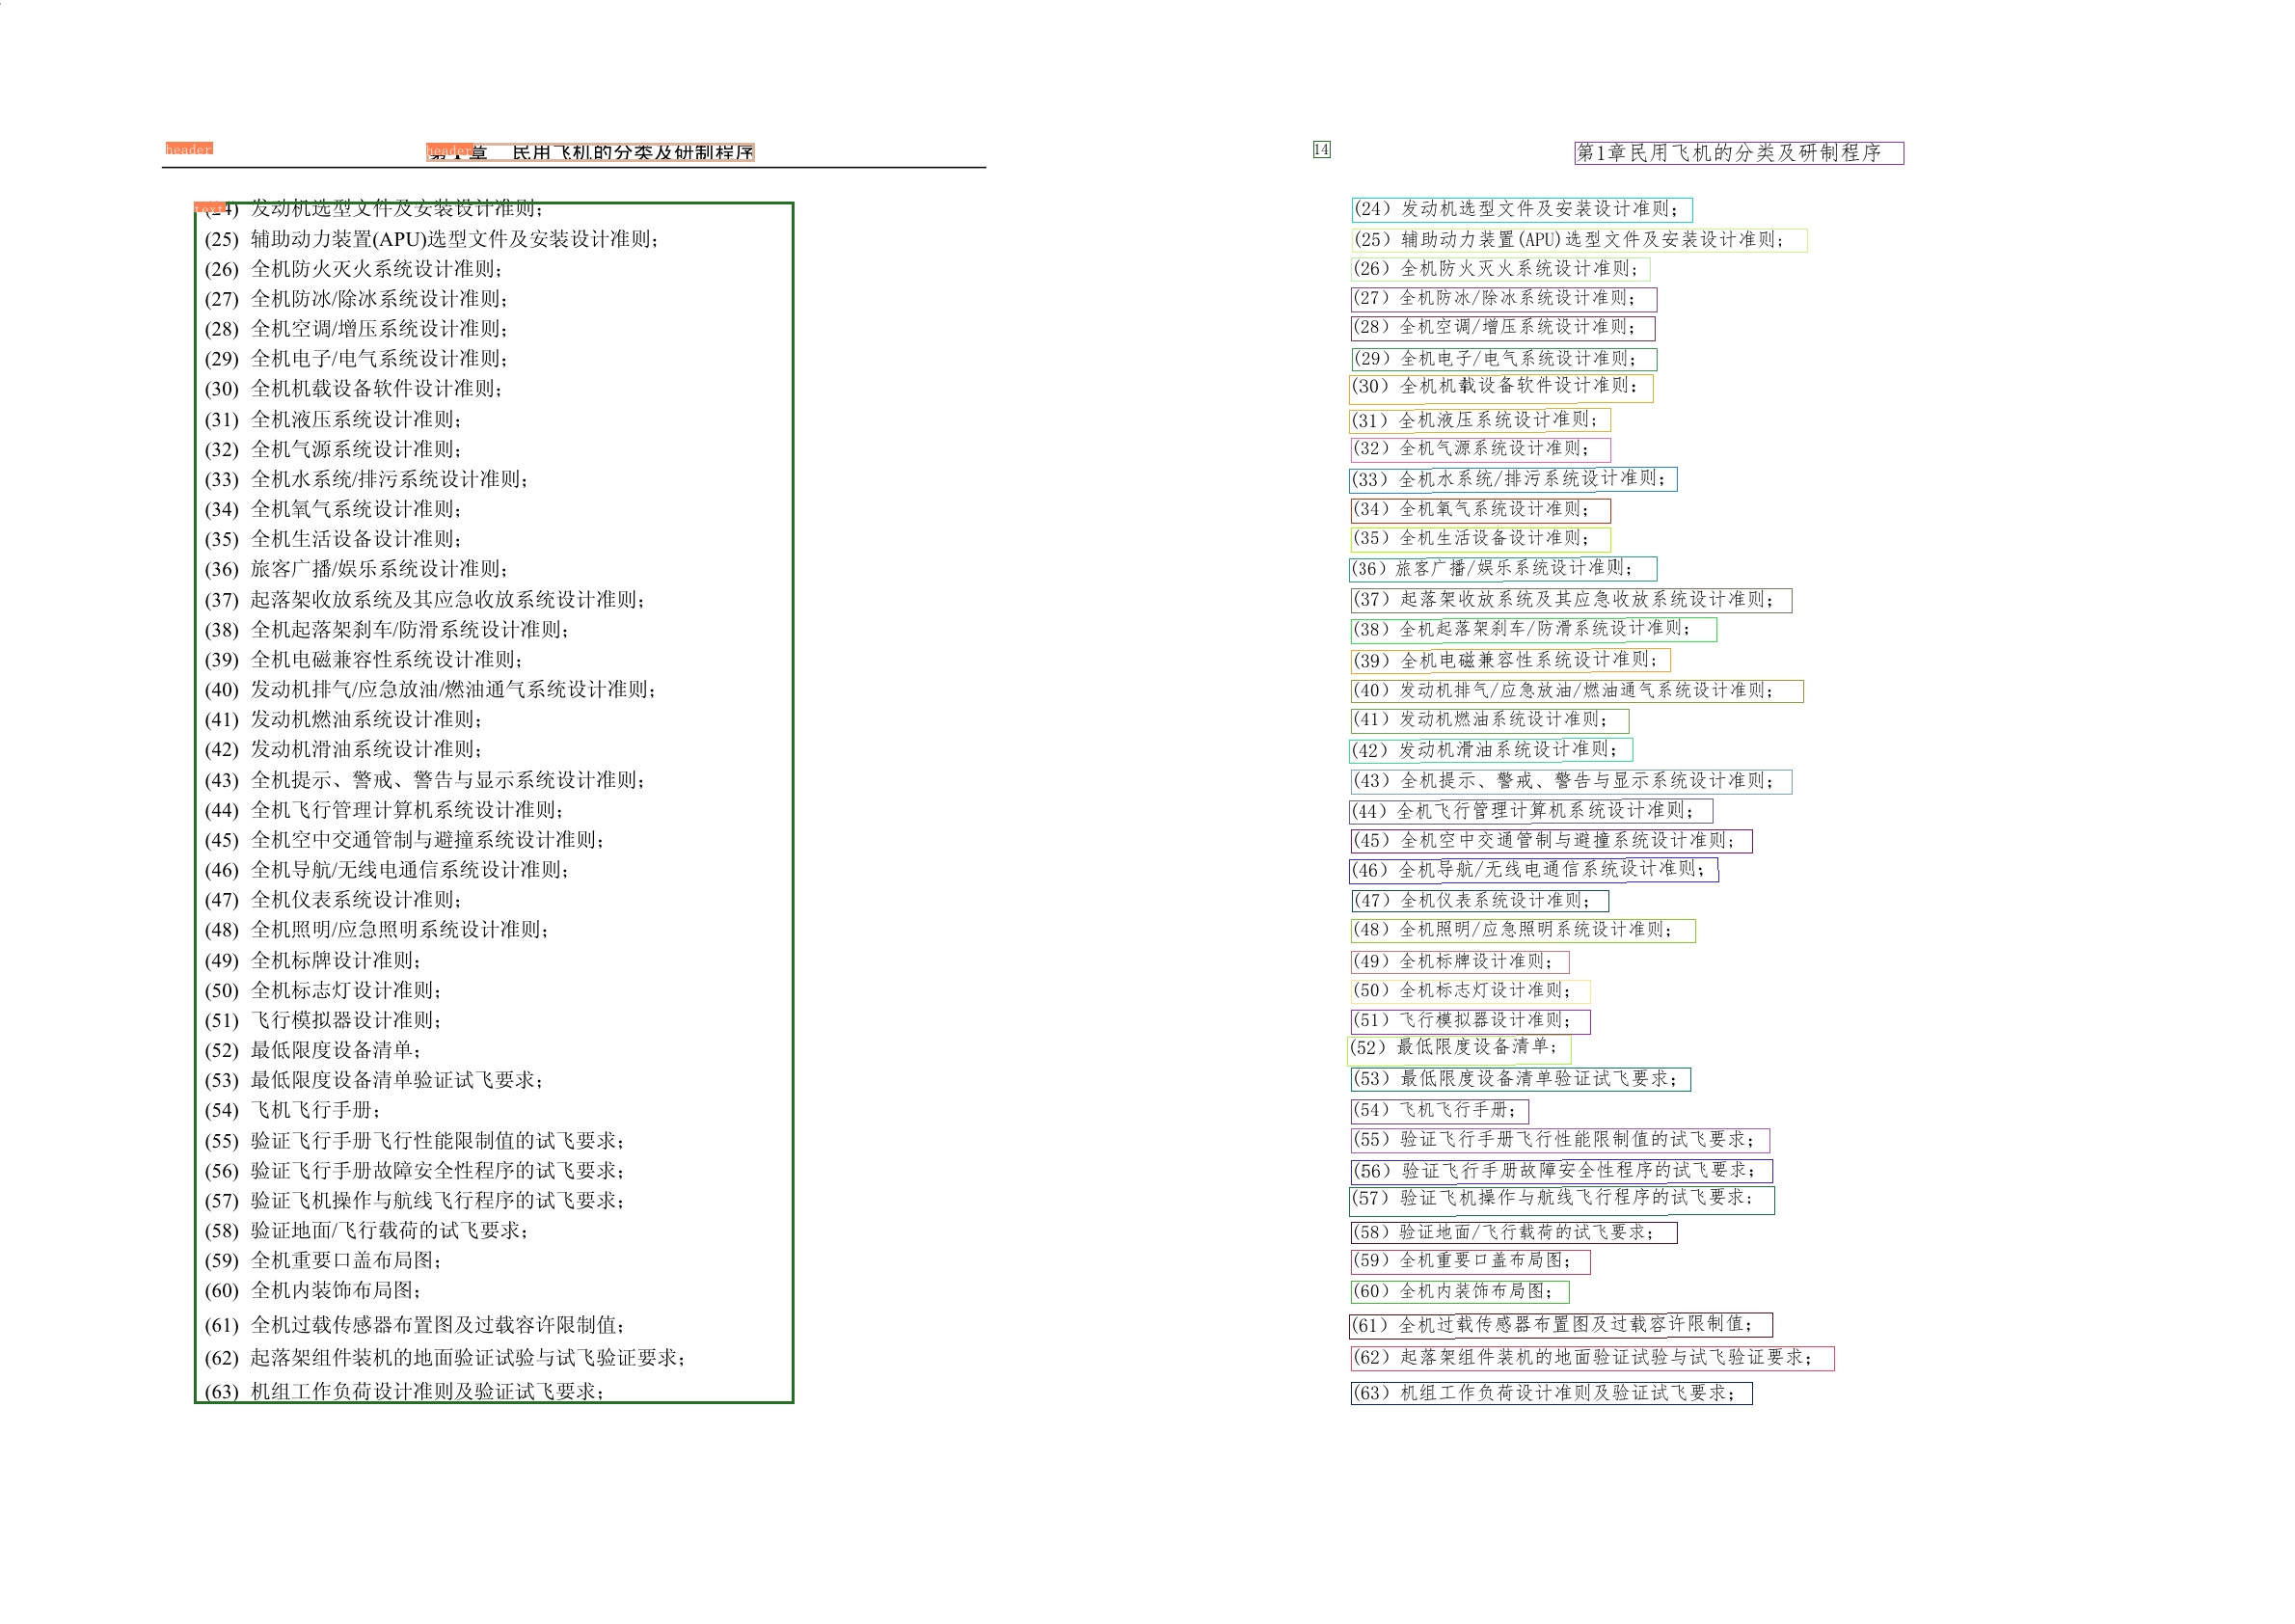 header
header 章 民用飞机的分类及研制程序
text
(24) 发动机选型文件及安装设计准则；
(25) 辅助动力装置(APU)选型文件及安装设计准则；
(26) 全机防火灭火系统设计准则；
(27) 全机防冰/除冰系统设计准则；
(28) 全机空调/增压系统设计准则；
(29) 全机电子/电气系统设计准则；
(30) 全机机载设备软件设计准则；
(31) 全机液压系统设计准则；
(32) 全机气源系统设计准则；
(33) 全机水系统/排污系统设计准则；
(34) 全机氧气系统设计准则；
(35) 全机生活设备设计准则；
(36) 旅客广播/娱乐系统设计准则；
(37) 起落架收放系统及其应急收放系统设计准则；
(38) 全机起落架刹车/防滑系统设计准则；
(39) 全机电磁兼容性系统设计准则；
(40) 发动机排气/应急放油/燃油通气系统设计准则；
(41) 发动机燃油系统设计准则；
(42) 发动机滑油系统设计准则；
(43) 全机提示、警戒、警告与显示系统设计准则；
(44) 全机飞行管理计算机系统设计准则；
(45) 全机空中交通管制与避撞系统设计准则；
(46) 全机导航/无线电通信系统设计准则；
(47) 全机仪表系统设计准则；
(48) 全机照明/应急照明系统设计准则；
(49) 全机标牌设计准则；
(50) 全机标志灯设计准则；
(51) 飞行模拟器设计准则；
(52) 最低限度设备清单；
(53) 最低限度设备清单验证试飞要求；
(54) 飞机飞行手册；
(55) 验证飞行手册飞行性能限制值的试飞要求；
(56) 验证飞行手册故障安全性程序的试飞要求；
(57) 验证飞机操作与航线飞行程序的试飞要求；
(58) 验证地面/飞行载荷的试飞要求；
(59) 全机重要口盖布局图；
(60) 全机内装饰布局图；
(61) 全机过载传感器布置图及过载容许限制值；
(62) 起落架组件装机的地面验证试验与试飞验证要求；
(63) 机组工作负荷设计准则及验证试飞要求；
14
第1章民用飞机的分类及研制程序
(24）发动机选型文件及安装设计准则；
(25）辅助动力装置(APU)选型文件及安装设计准则；
(26）全机防火灭火系统设计准则；
(27）全机防冰/除冰系统设计准则；
(28）全机空调/增压系统设计准则；
(29）全机电子/电气系统设计准则；
(30）全机机载设备软件设计准则：
(31）全机液压系统设计准则；
(32）全机气源系统设计准则；
(33）全机水系统/排污系统设计准则；
(34）全机氧气系统设计准则；
(35）全机生活设备设计准则；
(36）旅客广播/娱乐系统设计准则；
(37）起落架收放系统及其应急收放系统设计准则；
(38）全机起落架刹车/防滑系统设计准则；
(39）全机电磁兼容性系统设计准则；
(40）发动机排气/应急放油/燃油通气系统设计准则；
(41）发动机燃油系统设计准则；
(42）发动机滑油系统设计准则；
(43）全机提示、警戒、警告与显示系统设计准则；
(44）全机飞行管理计算机系统设计准则；
(45）全机空中交通管制与避撞系统设计准则；
(46）全机导航/无线电通信系统设计准则；
(47）全机仪表系统设计准则；
(48）全机照明/应急照明系统设计准则；
(49）全机标牌设计准则；
(50）全机标志灯设计准则；
(51）飞行模拟器设计准则；
(52）最低限度设备清单；
(53）最低限度设备清单验证试飞要求；
(54）飞机飞行手册；
(55）验证飞行手册飞行性能限制值的试飞要求；
(56）验证飞行手册故障安全性程序的试飞要求；
(57）验证飞机操作与航线飞行程序的试飞要求：
(58）验证地面/飞行载荷的试飞要求；
(59）全机重要口盖布局图；
(60）全机内装饰布局图；
(61）全机过载传感器布置图及过载容许限制值；
(62）起落架组件装机的地面验证试验与试飞验证要求；
(63）机组工作负荷设计准则及验证试飞要求；